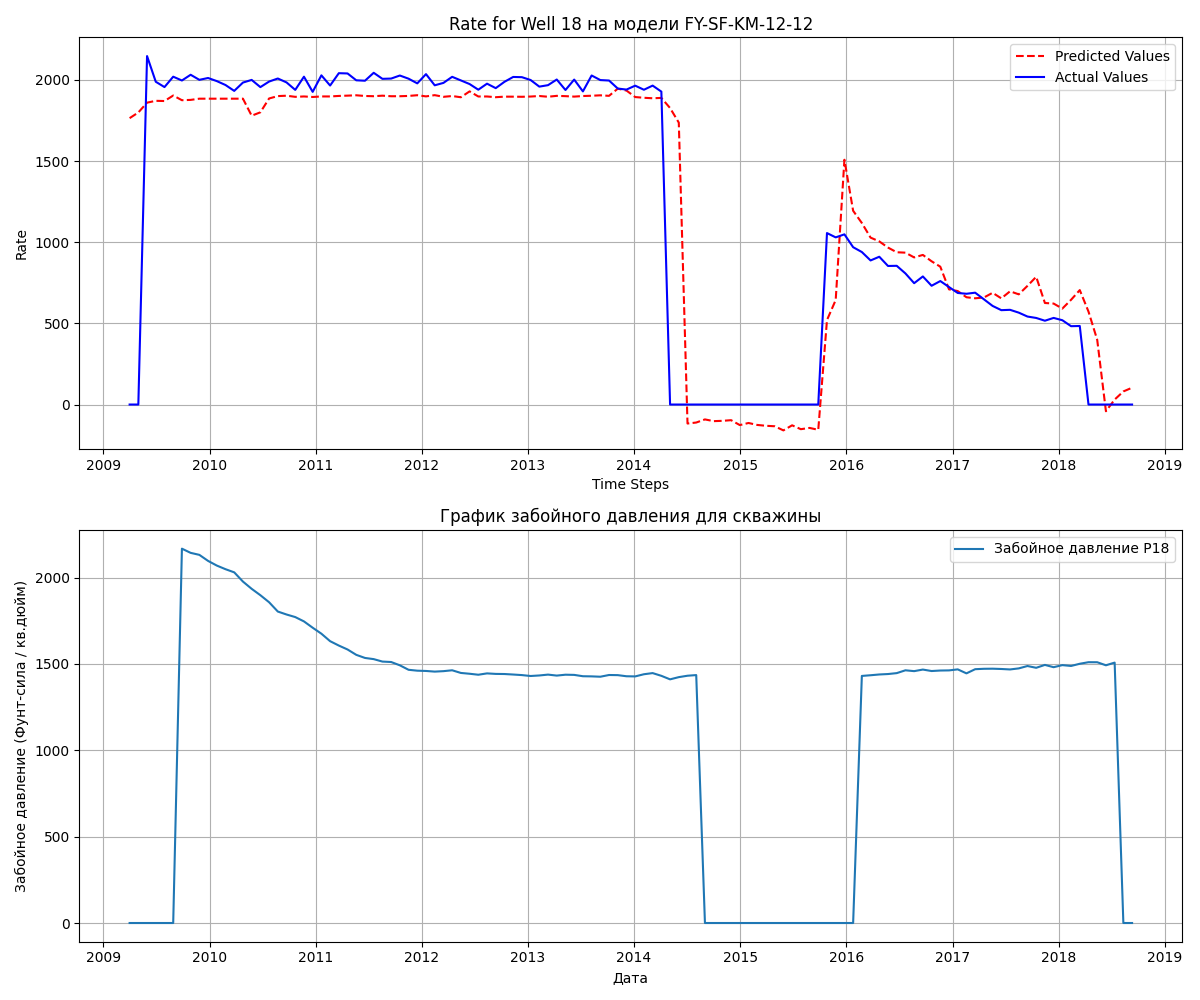 Rate for Well 18 на модели FY-SF-KM-12-12
Predicted Values
Actual Values
Rate
2000
1500
1000
500
0
2009 2010 2011 2012 2013 2014 2015 2016 2017 2018 2019
Time Steps
График забойного давления для скважины
Забойное давление P18
Забойное давление (Фунт-сила / кв.дюйм)
2000
1500
1000
500
0
2009 2010 2011 2012 2013 2014 2015 2016 2017 2018 2019
Дата